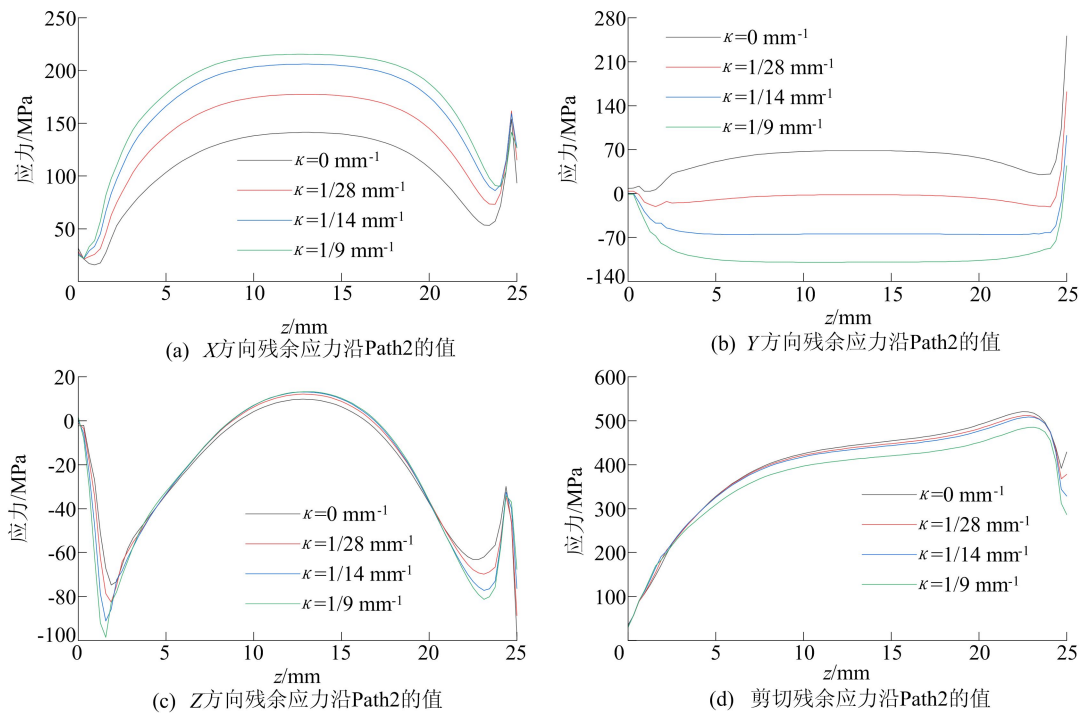 250
200
150
100
50
0
5
10
15
20
25
应力/MPa
z/mm
κ=0 mm⁻¹
κ=1/28 mm⁻¹
κ=1/14 mm⁻¹
κ=1/9 mm⁻¹
(a) X方向残余应力沿Path2的值
280
210
140
70
0
-70
-140
0
5
10
15
20
25
应力/MPa
z/mm
κ=0 mm⁻¹
κ=1/28 mm⁻¹
κ=1/14 mm⁻¹
κ=1/9 mm⁻¹
(b) Y方向残余应力沿Path2的值
20
0
-20
-40
-60
-80
-100
0
5
10
15
20
25
应力/MPa
z/mm
κ=0 mm⁻¹
κ=1/28 mm⁻¹
κ=1/14 mm⁻¹
κ=1/9 mm⁻¹
(c) Z方向残余应力沿Path2的值
600
500
400
300
200
100
0
5
10
15
20
25
应力/MPa
z/mm
κ=0 mm⁻¹
κ=1/28 mm⁻¹
κ=1/14 mm⁻¹
κ=1/9 mm⁻¹
(d) 剪切残余应力沿Path2的值